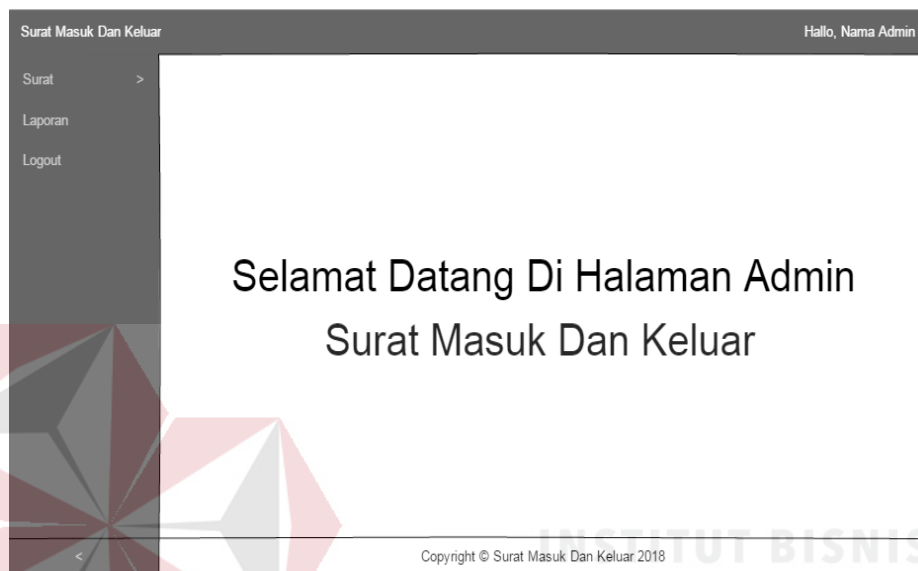 Surat Masuk Dan Keluar
Hallo, Nama Admin
Surat >
Laporan
Logout
Selamat Datang Di Halaman Admin
Surat Masuk Dan Keluar
<
Copyright © Surat Masuk Dan Keluar 2018
INSTITUT BISNIS